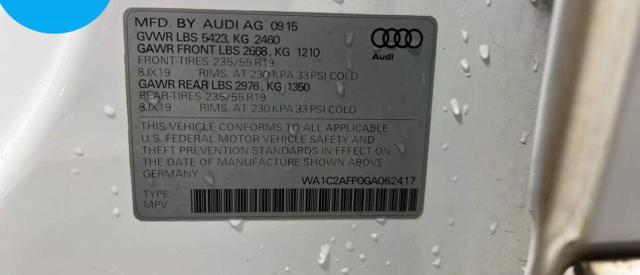 MFD. BY AUDI AG 09 15
GVWR LBS 5423, KG 2460
GAWR FRONT LBS 2668, KG 1210
FRONT-TIRES 235/55 R19
8JX19 RIMS, AT 230 KPA 33 PSI COLD
GAWR REAR LBS 2976, KG 1350
REAR-TIRES 235/55 R19
8JX19 RIMS, AT 230 KPA 33 PSI COLD
Audi
THIS VEHICLE CONFORMS TO ALL APPLICABLE
U.S. FEDERAL MOTOR VEHICLE SAFETY AND
THEFT PREVENTION STANDARDS IN EFFECT ON
THE DATE OF MANUFACTURE SHOWN ABOVE
GERMANY
WA1C2AFP0GA062417
TYPE:
MPV